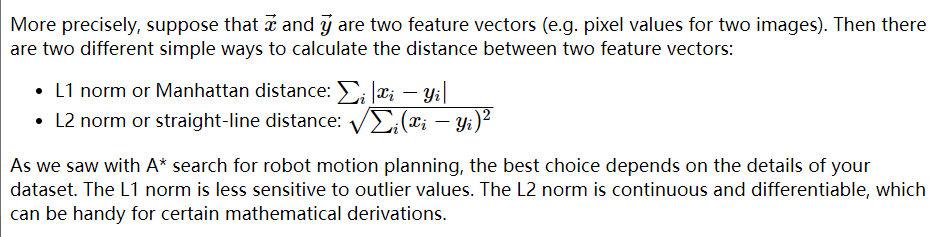 More precisely, suppose that $\vec{x}$ and $\vec{y}$ are two feature vectors (e.g. pixel values for two images). Then there
are two different simple ways to calculate the distance between two feature vectors:
• L1 norm or Manhattan distance: $\sum_i |x_i - y_i|$
• L2 norm or straight-line distance: $\sqrt{\sum_i (x_i - y_i)^2}$
As we saw with A* search for robot motion planning, the best choice depends on the details of your
dataset. The L1 norm is less sensitive to outlier values. The L2 norm is continuous and differentiable, which
can be handy for certain mathematical derivations.